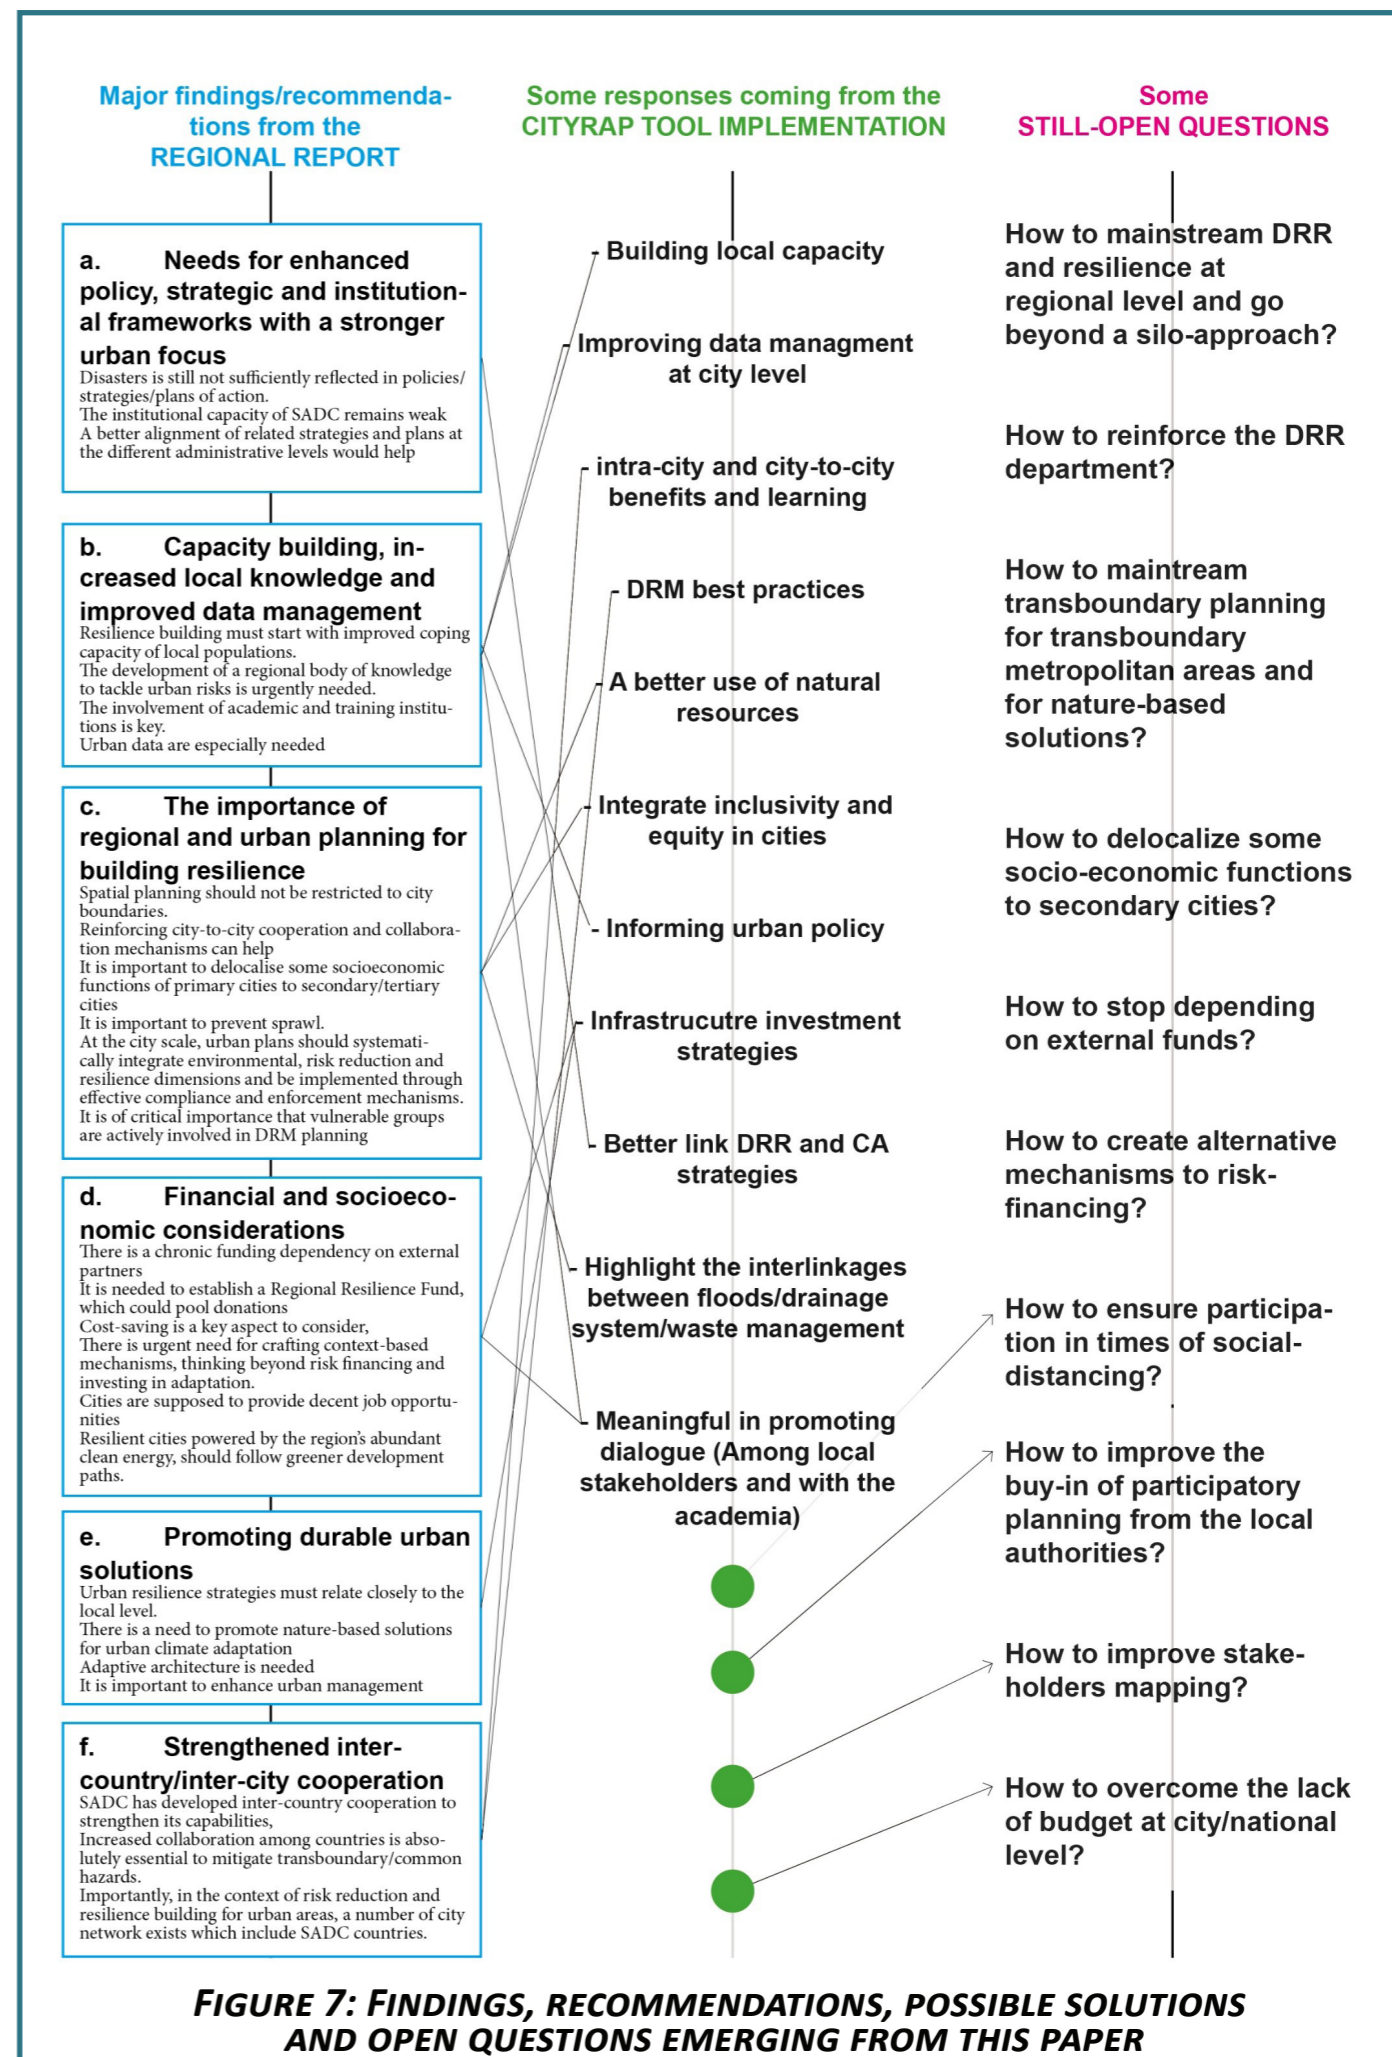 Major findings/recommenda-
tions from the
REGIONAL REPORT
a. Needs for enhanced
policy, strategic and institution-
al frameworks with a stronger
urban focus
Disasters is still not sufficiently reflected in policies/
strategies/plans of action.
The institutional capacity of SADC remains weak
A better alignment of related strategies and plans at
the different administrative levels would help
b. Capacity building, in-
creased local knowledge and
improved data management
Resilience building must start with improved coping
capacity of local populations.
The development of a regional body of knowledge
to tackle urban risks is urgently needed.
The involvement of academic and training institu-
tions is key.
Urban data are especially needed
c. The importance of
regional and urban planning for
building resilience
Spatial planning should not be restricted to city
boundaries.
Reinforcing city-to-city cooperation and collabora-
tion mechanisms can help
It is important to delocalise some socioeconomic
functions of primary cities to secondary/tertiary
cities
It is important to prevent sprawl.
At the city scale, urban plans should systemati-
cally integrate environmental, risk reduction and
resilience dimensions and be implemented through
effective compliance and enforcement mechanisms.
It is of critical importance that vulnerable groups
are actively involved in DRM planning
d. Financial and socioeco-
nomic considerations
There is a chronic funding dependency on external
partners
It is needed to establish a Regional Resilience Fund,
which could pool donations
Cost-saving is a key aspect to consider,
There is urgent need for crafting context-based
mechanisms, thinking beyond risk financing and
investing in adaptation.
Cities are supposed to provide decent job opportu-
nities
Resilient cities powered by the region's abundant
clean energy, should follow greener development
paths.
e. Promoting durable urban
solutions
Urban resilience strategies must relate closely to the
local level.
There is a need to promote nature-based solutions
for urban climate adaptation
Adaptive architecture is needed
It is important to enhance urban management
f. Strengthened inter-
country/inter-city cooperation
SADC has developed inter-country cooperation to
strengthen its capabilities,
Increased collaboration among countries is abso-
lutely essential to mitigate transboundary/common
hazards.
Importantly, in the context of risk reduction and
resilience building for urban areas, a number of city
network exists which include SADC countries.
Some responses coming from the
CITYRAP TOOL IMPLEMENTATION
- Building local capacity
- Improving data managment
at city level
- intra-city and city-to-city
benefits and learning
- DRM best practices
- A better use of natural
resources
- Integrate inclusivity and
equity in cities
- Informing urban policy
- Infrastrucutre investment
strategies
- Better link DRR and CA
strategies
- Highlight the interlinkages
between floods/drainage
system/waste management
- Meaningful in promoting
dialogue (Among local
stakeholders and with the
academia)
Some
STILL-OPEN QUESTIONS
How to mainstream DRR
and resilience at
regional level and go
beyond a silo-approach?
How to reinforce the DRR
department?
How to maintream
transboundary planning
for transboundary
metropolitan areas and
for nature-based
solutions?
How to delocalize some
socio-economic functions
to secondary cities?
How to stop depending
on external funds?
How to create alternative
mechanisms to risk-
financing?
How to ensure participa-
tion in times of social-
distancing?
How to improve the
buy-in of participatory
planning from the local
authorities?
How to improve stake-
holders mapping?
How to overcome the lack
of budget at city/national
level?
FIGURE 7: FINDINGS, RECOMMENDATIONS, POSSIBLE SOLUTIONS
AND OPEN QUESTIONS EMERGING FROM THIS PAPER